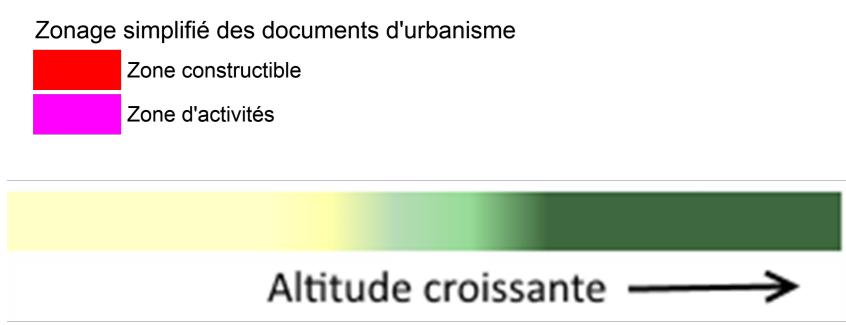 Zonage simplifié des documents d'urbanisme
Zone constructible
Zone d'activités
Altitude croissante